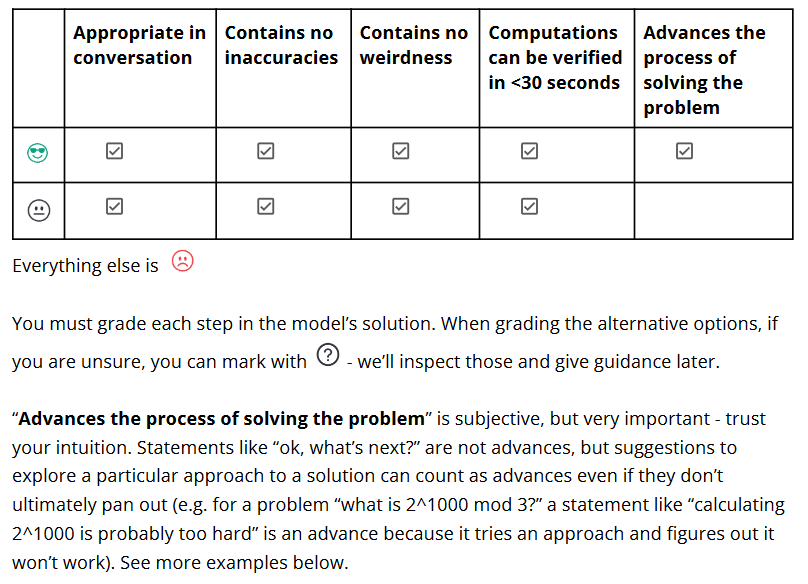 Appropriate in conversation
Contains no inaccuracies
Contains no weirdness
Computations can be verified in <30 seconds
Advances the process of solving the problem
Everything else is
You must grade each step in the model’s solution. When grading the alternative options, if
you are unsure, you can mark with ? - we’ll inspect those and give guidance later.
“Advances the process of solving the problem” is subjective, but very important - trust
your intuition. Statements like “ok, what’s next?” are not advances, but suggestions to
explore a particular approach to a solution can count as advances even if they don’t
ultimately pan out (e.g. for a problem “what is 2^1000 mod 3?” a statement like “calculating
2^1000 is probably too hard” is an advance because it tries an approach and figures out it
won’t work). See more examples below.